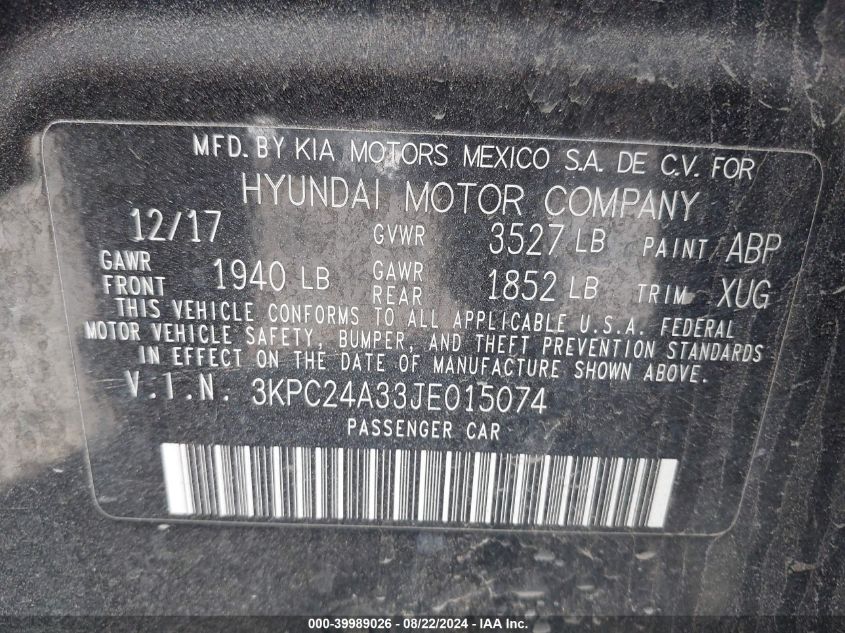 MFD. BY KIA MOTORS MEXICO S.A. DE C.V. FOR
HYUNDAI MOTOR COMPANY
12/17 GVWR 3527 LB PAINT ABP
GAWR FRONT 1940 LB GAWR REAR 1852 LB TRIM XUG
THIS VEHICLE CONFORMS TO ALL APPLICABLE U.S.A. FEDERAL
MOTOR VEHICLE SAFETY, BUMPER, AND THEFT PREVENTION STANDARDS
IN EFFECT ON THE DATE OF MANUFACTURE SHOWN ABOVE.
V.I.N. 3KPC24A33JE015074
PASSENGER CAR
000-39989026 - 08/22/2024 - IAA Inc.